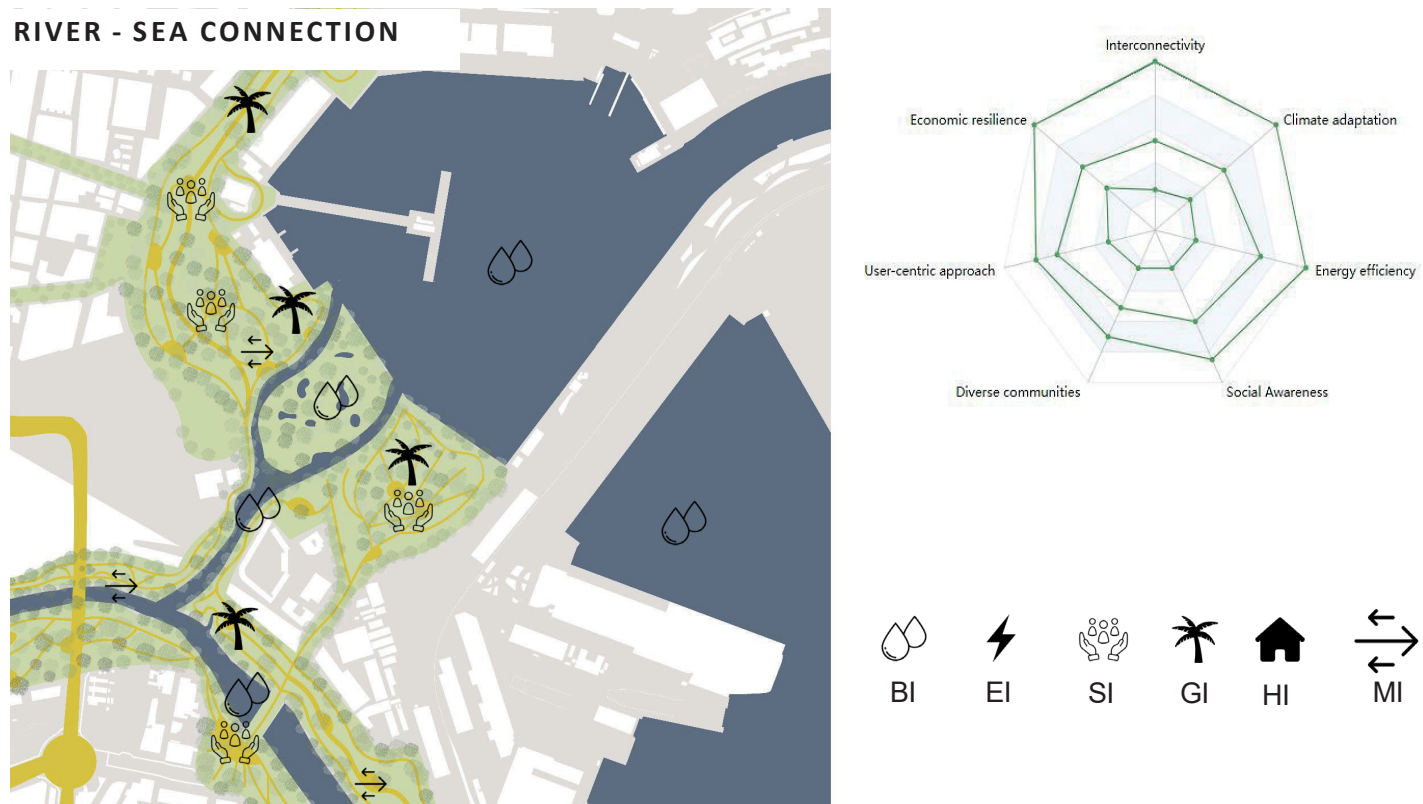 RIVER - SEA CONNECTION
Interconnectivity
Economic resilience
Climate adaptation
User-centric approach
Energy efficiency
Diverse communities
Social Awareness
BI
EI
SI
GI
HI
MI